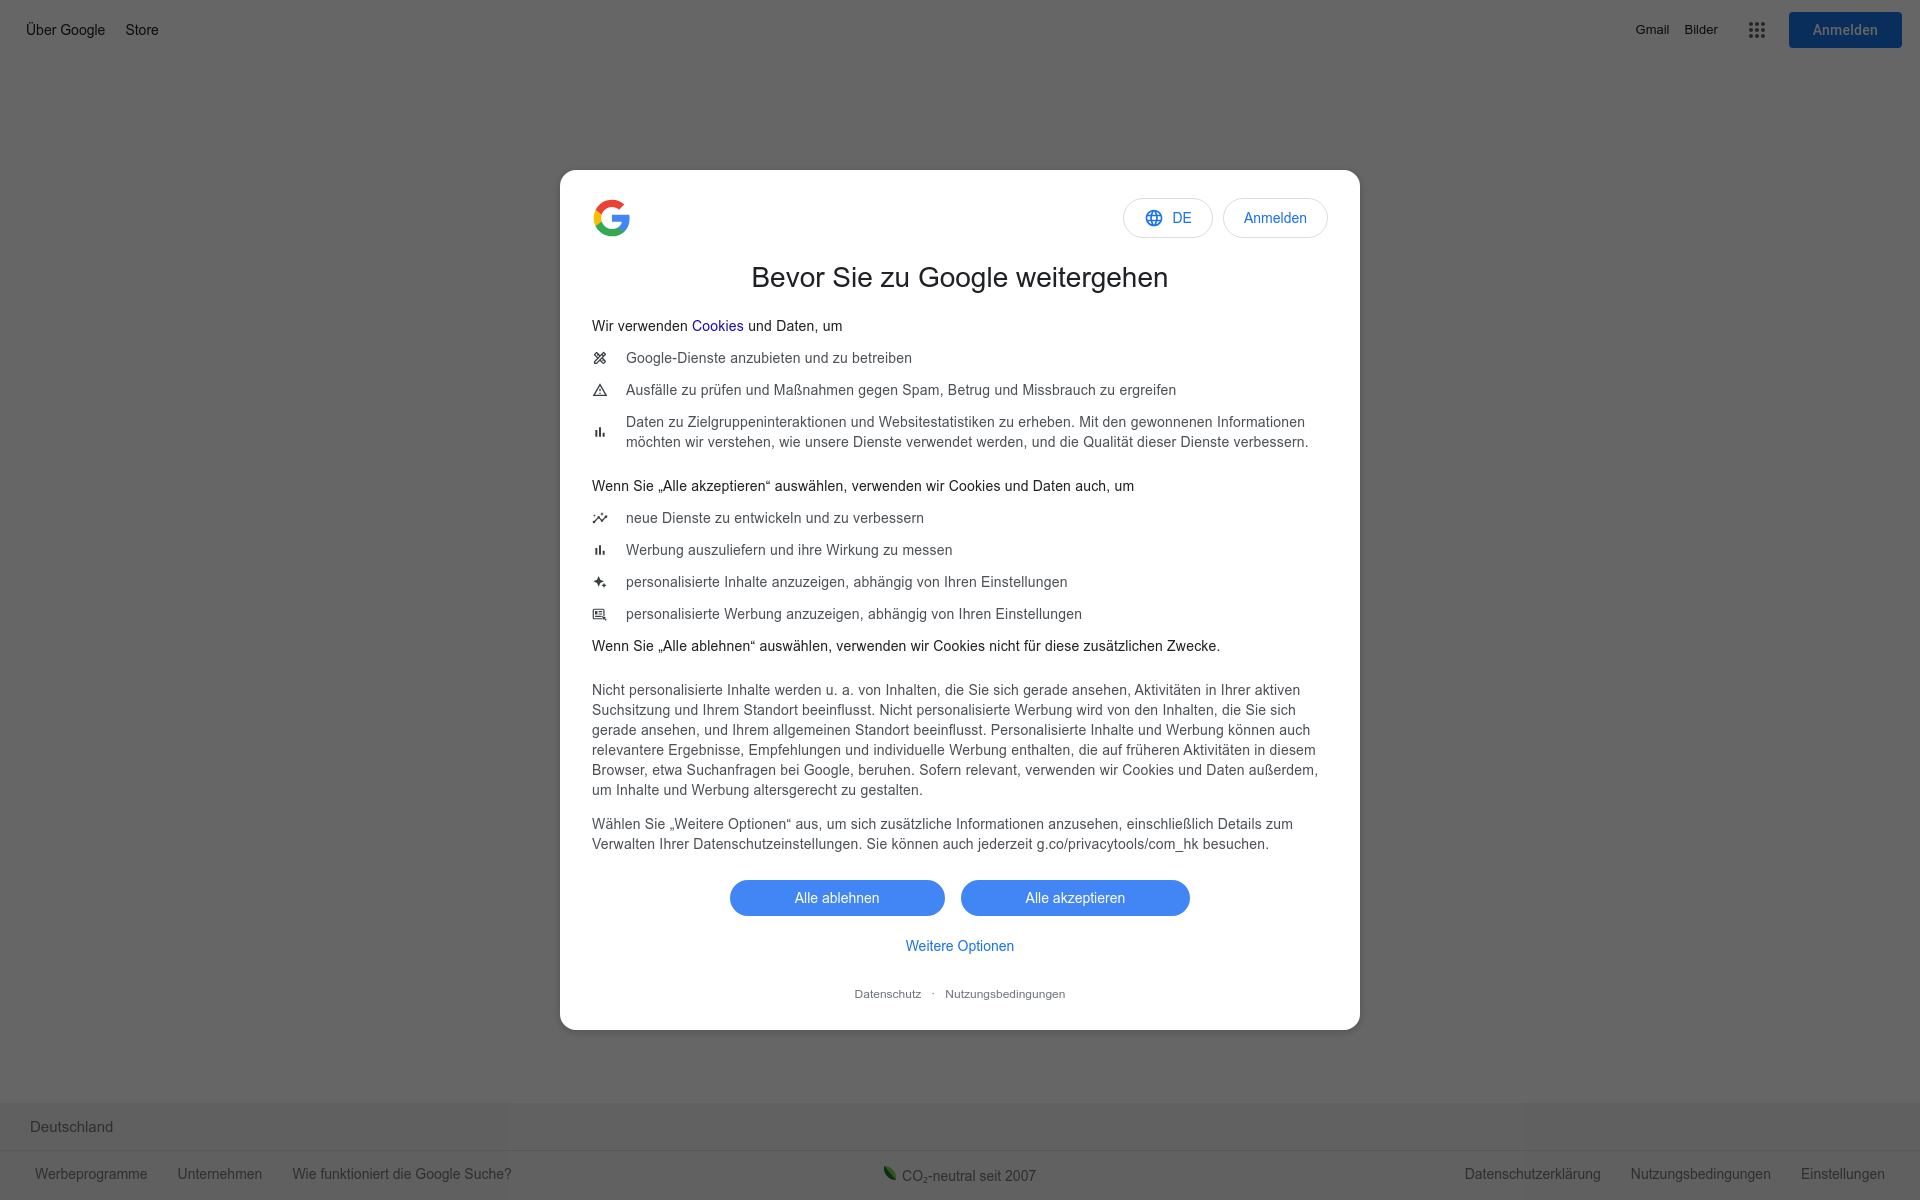 Über Google Store
Gmail Bilder Anmelden
DE Anmelden
Bevor Sie zu Google weitergehen
Wir verwenden Cookies und Daten, um
Google-Dienste anzubieten und zu betreiben
Ausfälle zu prüfen und Maßnahmen gegen Spam, Betrug und Missbrauch zu ergreifen
Daten zu Zielgruppeninteraktionen und Websitestatistiken zu erheben. Mit den gewonnenen Informationen
möchten wir verstehen, wie unsere Dienste verwendet werden, und die Qualität dieser Dienste verbessern.
Wenn Sie „Alle akzeptieren“ auswählen, verwenden wir Cookies und Daten auch, um
neue Dienste zu entwickeln und zu verbessern
Werbung auszuliefern und ihre Wirkung zu messen
personalisierte Inhalte anzuzeigen, abhängig von Ihren Einstellungen
personalisierte Werbung anzuzeigen, abhängig von Ihren Einstellungen
Wenn Sie „Alle ablehnen“ auswählen, verwenden wir Cookies nicht für diese zusätzlichen Zwecke.
Nicht personalisierte Inhalte werden u. a. von Inhalten, die Sie sich gerade ansehen, Aktivitäten in Ihrer aktiven
Suchsitzung und Ihrem Standort beeinflusst. Nicht personalisierte Werbung wird von den Inhalten, die Sie sich
gerade ansehen, und Ihrem allgemeinen Standort beeinflusst. Personalisierte Inhalte und Werbung können auch
relevantere Ergebnisse, Empfehlungen und individuelle Werbung enthalten, die auf früheren Aktivitäten in diesem
Browser, etwa Suchanfragen bei Google, beruhen. Sofern relevant, verwenden wir Cookies und Daten außerdem,
um Inhalte und Werbung altersgerecht zu gestalten.
Wählen Sie „Weitere Optionen“ aus, um sich zusätzliche Informationen anzusehen, einschließlich Details zum
Verwalten Ihrer Datenschutzeinstellungen. Sie können auch jederzeit g.co/privacytools/com_hk besuchen.
Alle ablehnen Alle akzeptieren
Weitere Optionen
Datenschutz · Nutzungsbedingungen
Deutschland
Werbeprogramme Unternehmen Wie funktioniert die Google Suche? CO₂-neutral seit 2007 Datenschutzerklärung Nutzungsbedingungen Einstellungen